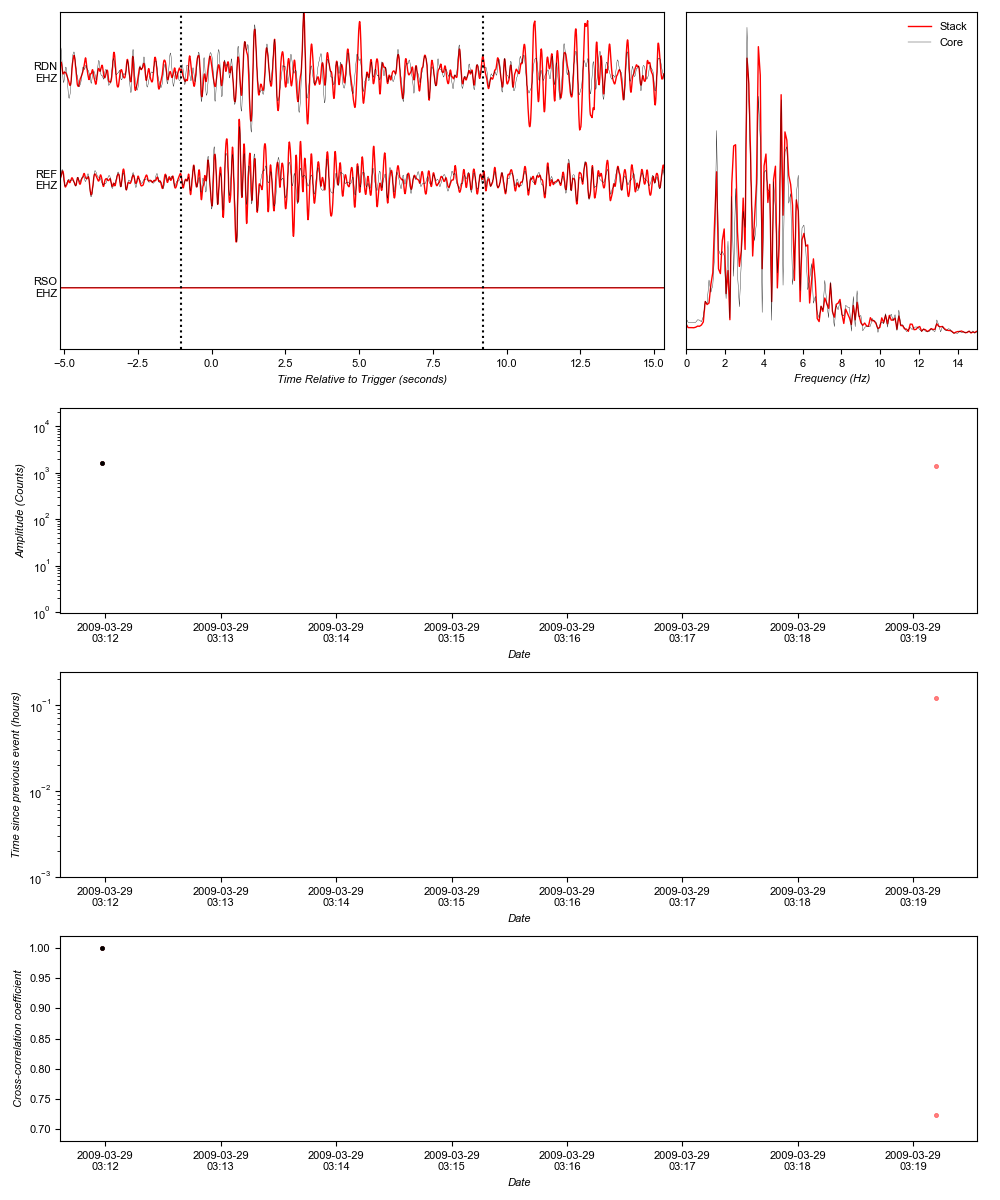 RDN
EHZ
REF
EHZ
RSO
EHZ
−5.0 −2.5 0.0 2.5 5.0 7.5 10.0 12.5 15.0
Time Relative to Trigger (seconds)
Stack
Core
0 2 4 6 8 10 12 14
Frequency (Hz)
Amplitude (Counts)
10⁴
10³
10²
10¹
10⁰
2009-03-29 2009-03-29 2009-03-29 2009-03-29 2009-03-29 2009-03-29 2009-03-29 2009-03-29
03:12 03:13 03:14 03:15 03:16 03:17 03:18 03:19
Date
Time since previous event (hours)
10⁻¹
10⁻²
10⁻³
2009-03-29 2009-03-29 2009-03-29 2009-03-29 2009-03-29 2009-03-29 2009-03-29 2009-03-29
03:12 03:13 03:14 03:15 03:16 03:17 03:18 03:19
Date
Cross-correlation coefficient
1.00
0.95
0.90
0.85
0.80
0.75
0.70
2009-03-29 2009-03-29 2009-03-29 2009-03-29 2009-03-29 2009-03-29 2009-03-29 2009-03-29
03:12 03:13 03:14 03:15 03:16 03:17 03:18 03:19
Date